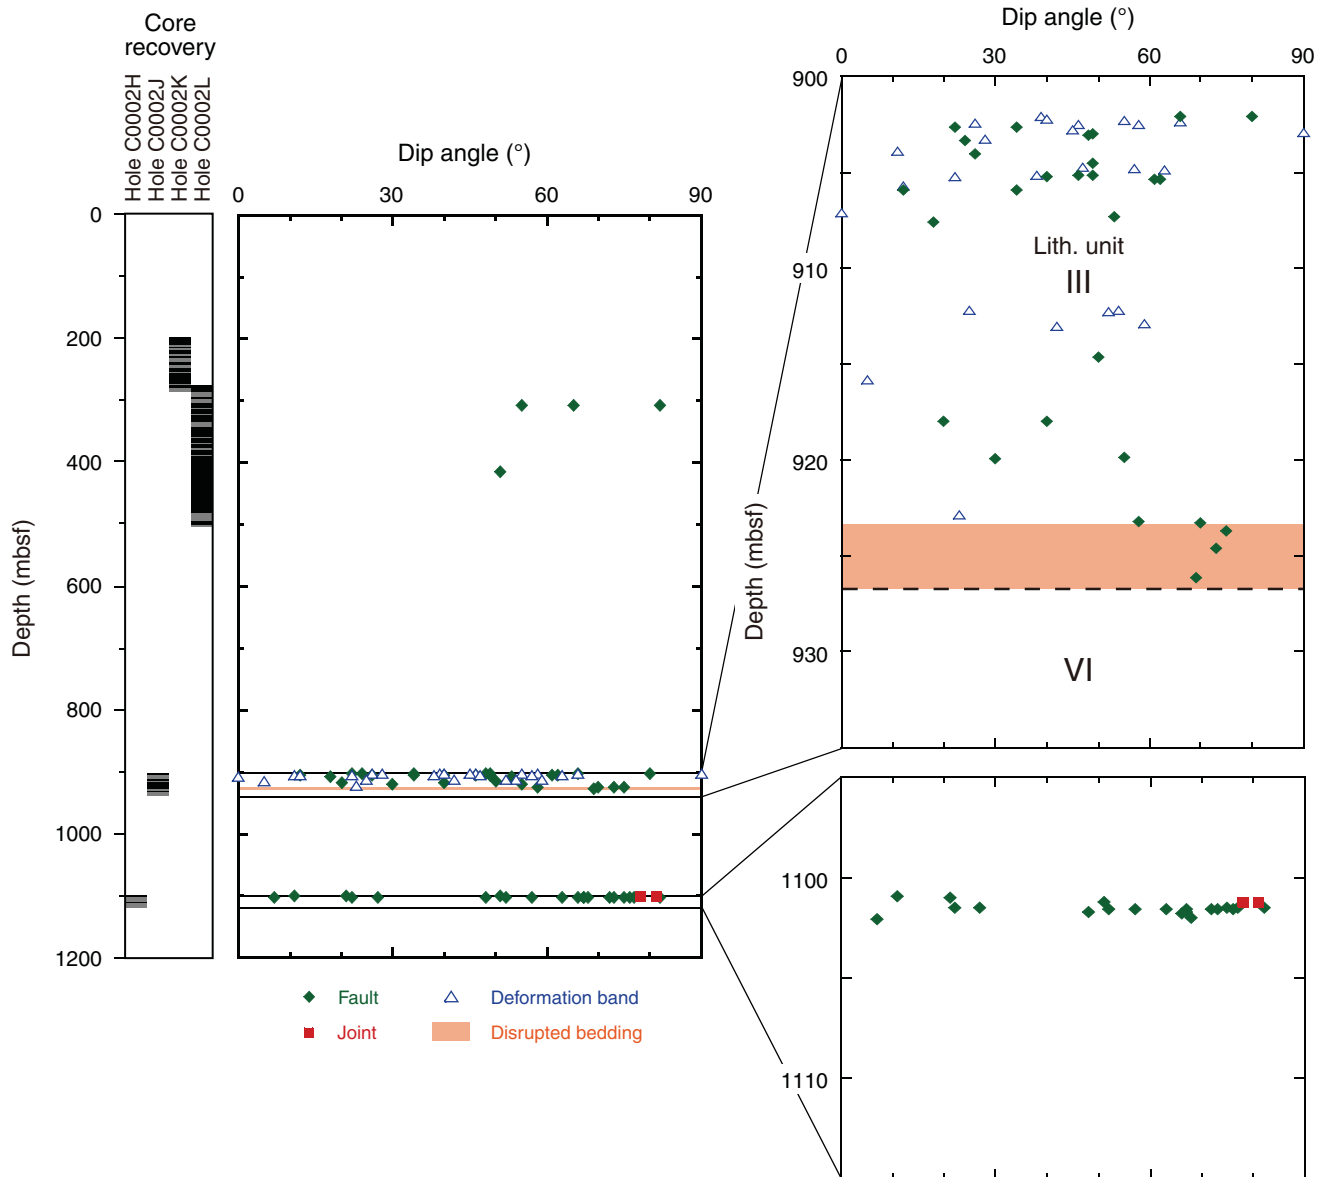 Core
recovery
Hole C0002H
Hole C0002J
Hole C0002K
Hole C0002L
Dip angle (°)
0
30
60
90
Depth (mbsf)
0
200
400
600
800
1000
1200
Fault
Deformation band
Joint
Disrupted bedding
Dip angle (°)
0
30
60
90
Depth (mbsf)
900
910
920
930
Lith. unit
III
VI
1100
1110